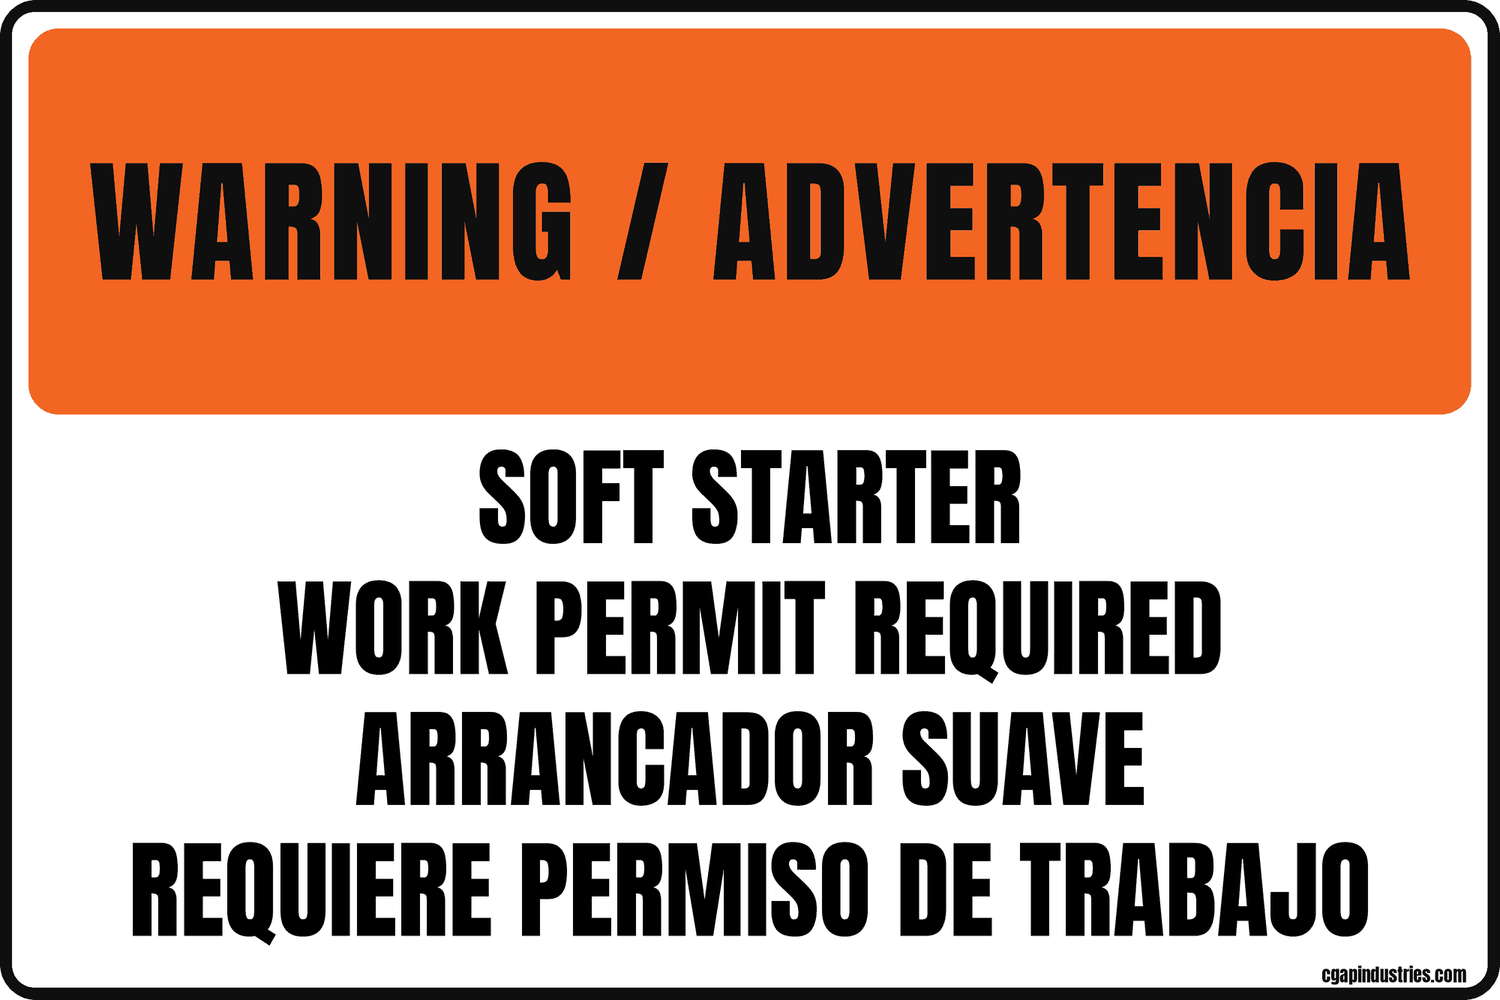 WARNING / ADVERTENCIA
SOFT STARTER
WORK PERMIT REQUIRED
ARRANCADOR SUAVE
REQUIERE PERMISO DE TRABAJO
cgapindustries.com